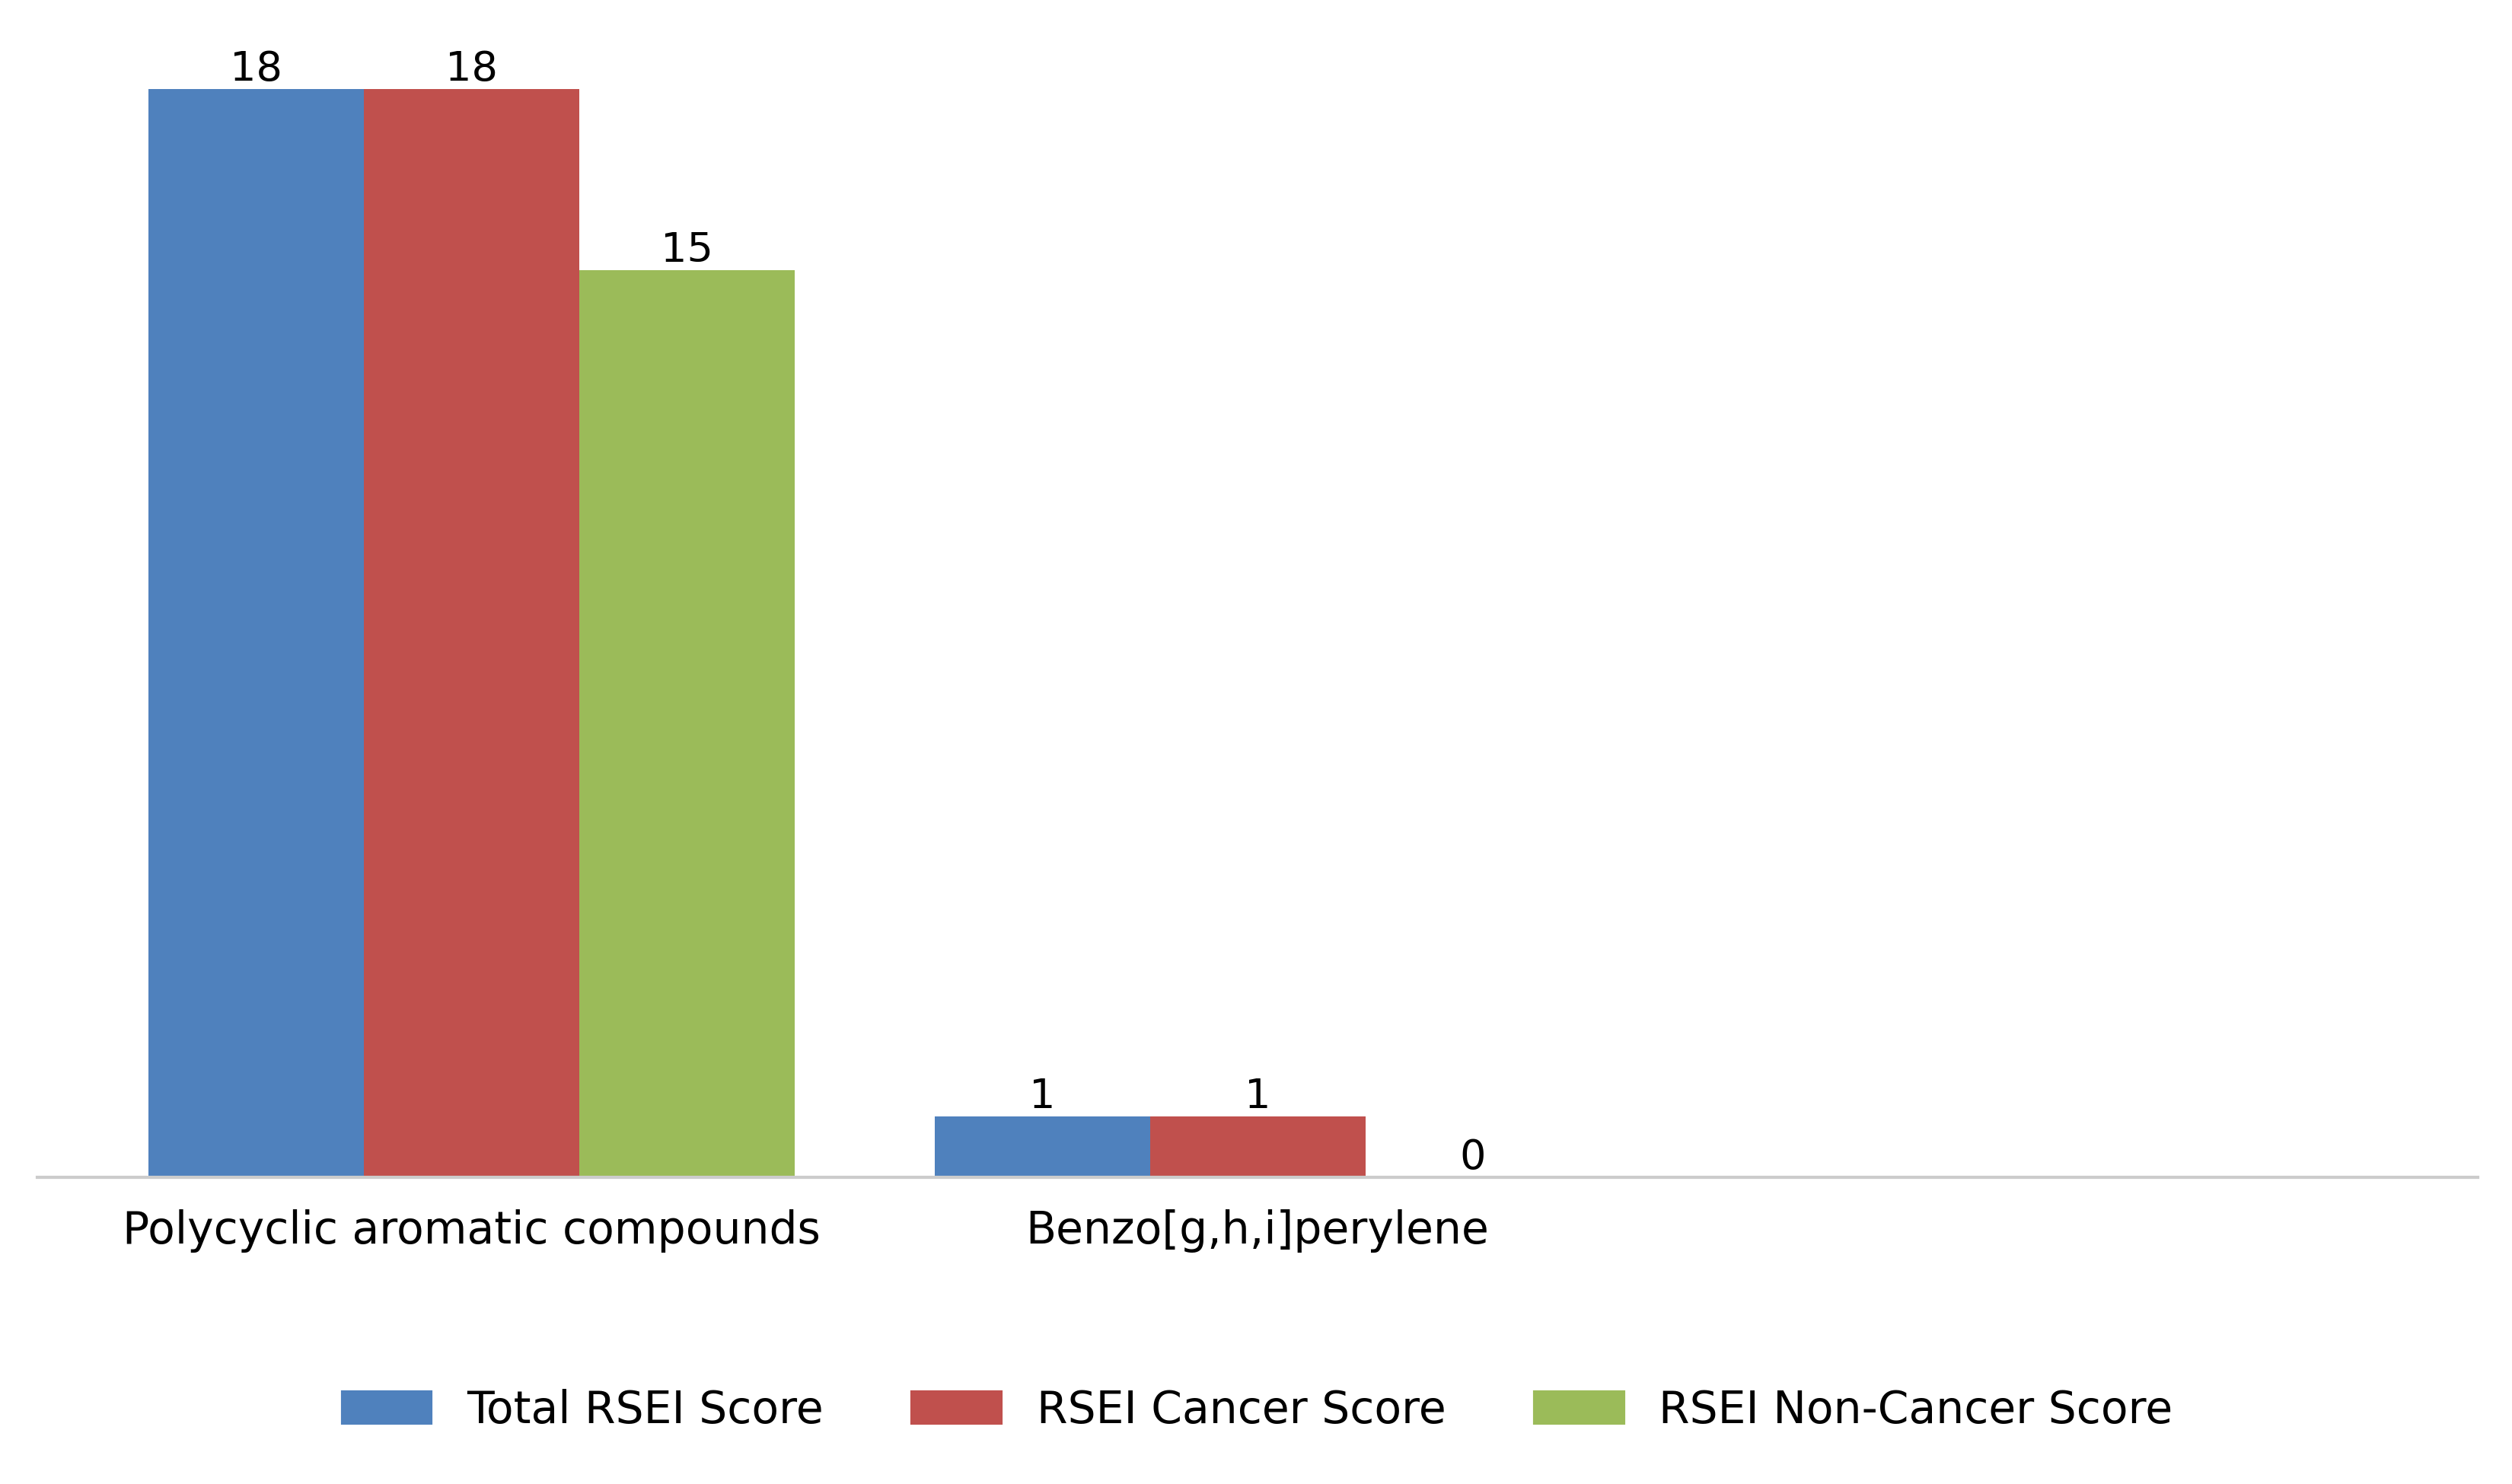 18 18
15
1 1
0
Polycyclic aromatic compounds Benzo[g,h,i]perylene
Total RSEI Score RSEI Cancer Score RSEI Non-Cancer Score